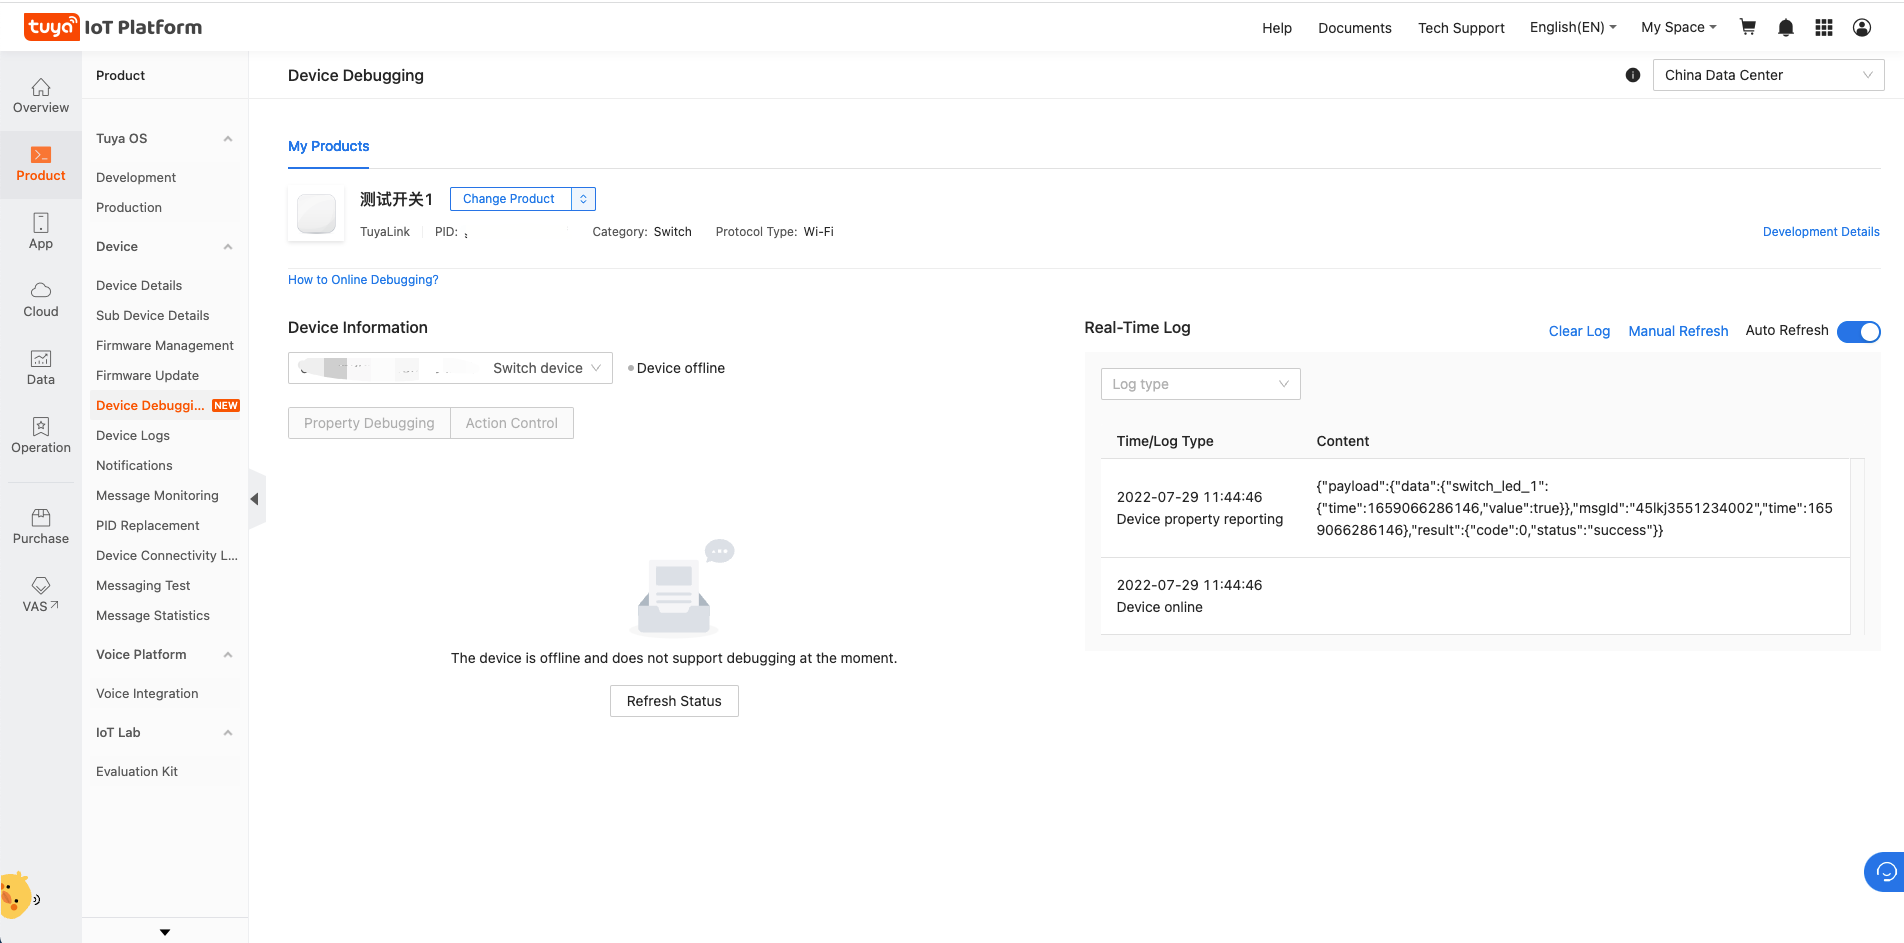 tuya IoT Platform
Help
Documents
Tech Support
English(EN)
My Space
Overview
Product
App
Cloud
Data
Operation
Purchase
VAS
Product
Tuya OS
Development
Production
Device
Device Details
Sub Device Details
Firmware Management
Firmware Update
Device Debuggi... NEW
Device Logs
Notifications
Message Monitoring
PID Replacement
Device Connectivity L...
Messaging Test
Message Statistics
Voice Platform
Voice Integration
IoT Lab
Evaluation Kit
Device Debugging
China Data Center
My Products
测试开关1
Change Product
TuyaLink
PID:
Category: Switch
Protocol Type: Wi-Fi
Development Details
How to Online Debugging?
Device Information
Switch device
Device offline
Property Debugging
Action Control
The device is offline and does not support debugging at the moment.
Refresh Status
Real-Time Log
Clear Log
Manual Refresh
Auto Refresh
Log type
Time/Log Type
Content
2022-07-29 11:44:46
Device property reporting
{"payload":{"data":{"switch_led_1":
{"time":1659066286146,"value":true}},"msgId":"45lkj3551234002","time":165
9066286146},"result":{"code":0,"status":"success"}}
2022-07-29 11:44:46
Device online